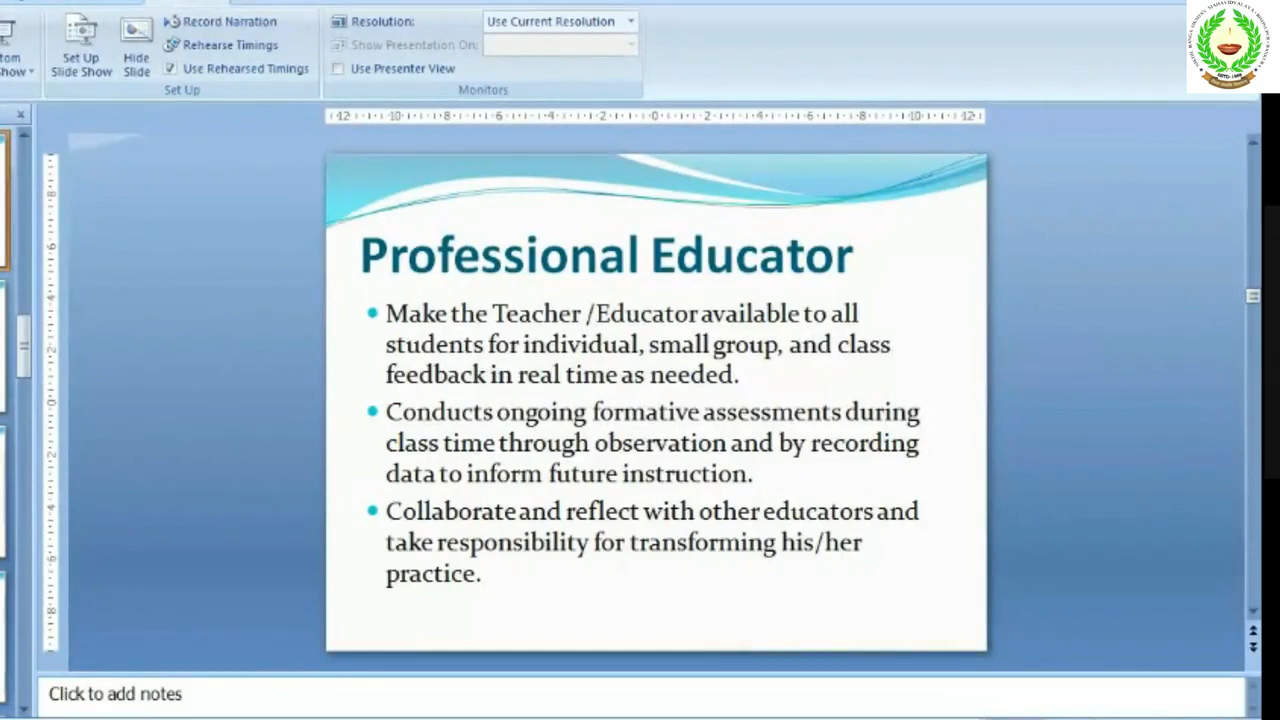 Record Narration
Resolution:
Use Current Resolution
Set Up
Slide Show
Hide
Slide
Rehearse Timings
Show Presentation On:
Use Rehearsed Timings
Use Presenter View
Set Up
Monitors
Professional Educator
Make the Teacher /Educator available to all
students for individual, small group, and class
feedback in real time as needed.
Conducts ongoing formative assessments during
class time through observation and by recording
data to inform future instruction.
Collaborate and reflect with other educators and
take responsibility for transforming his/her
practice.
Click to add notes